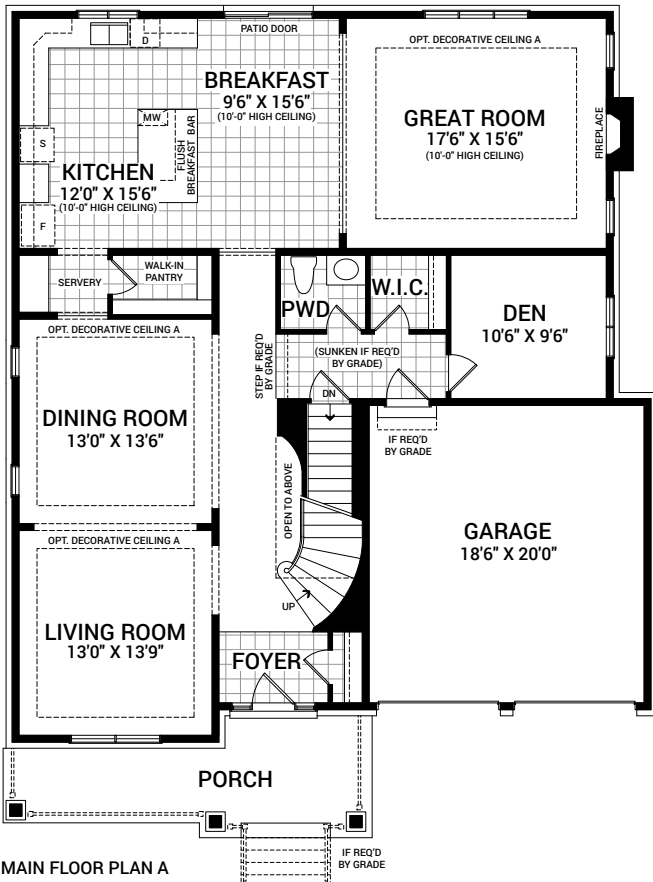 PATIO DOOR
D
OPT. DECORATIVE CEILING A
BREAKFAST
9'6" X 15'6"
(10'-0" HIGH CEILING)
GREAT ROOM
17'6" X 15'6"
(10'-0" HIGH CEILING)
FIREPLACE
MW
FLUSH
BREAKFAST BAR
S
KITCHEN
12'0" X 15'6"
(10'-0" HIGH CEILING)
F
SERVERY
WALK-IN
PANTRY
PWD
W.I.C.
DEN
10'6" X 9'6"
OPT. DECORATIVE CEILING A
STEP IF REQ'D
BY GRADE
(SUNKEN IF REQ'D
BY GRADE)
DN
DINING ROOM
13'0" X 13'6"
IF REQ'D
BY GRADE
OPEN TO ABOVE
GARAGE
18'6" X 20'0"
OPT. DECORATIVE CEILING A
UP
LIVING ROOM
13'0" X 13'9"
FOYER
PORCH
IF REQ'D
BY GRADE
MAIN FLOOR PLAN A